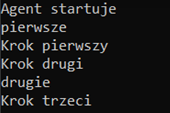 Agent startuje
pierwsze
Krok pierwszy
Krok drugi
drugie
Krok trzeci